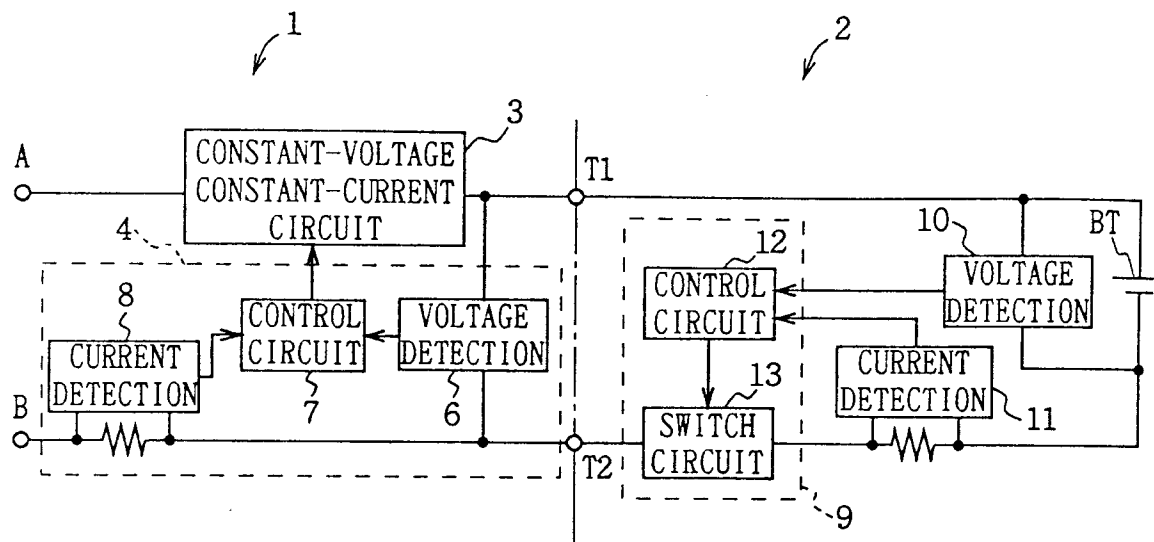 1
2
3
A
CONSTANT-VOLTAGE
CONSTANT-CURRENT
CIRCUIT
T1
4
12
10
BT
8
CONTROL
CIRCUIT
VOLTAGE
DETECTION
CONTROL
CIRCUIT
VOLTAGE
DETECTION
CURRENT
DETECTION
7
6
13
CURRENT
DETECTION
11
B
SWITCH
CIRCUIT
T2
9